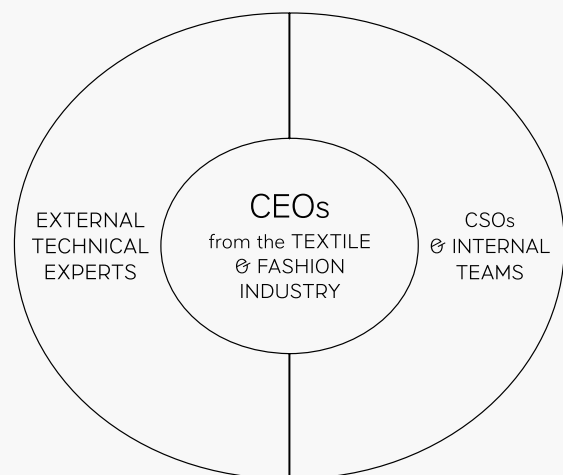 EXTERNAL
TECHNICAL
EXPERTS
CEOs
from the TEXTILE
& FASHION
INDUSTRY
CSOs
& INTERNAL
TEAMS